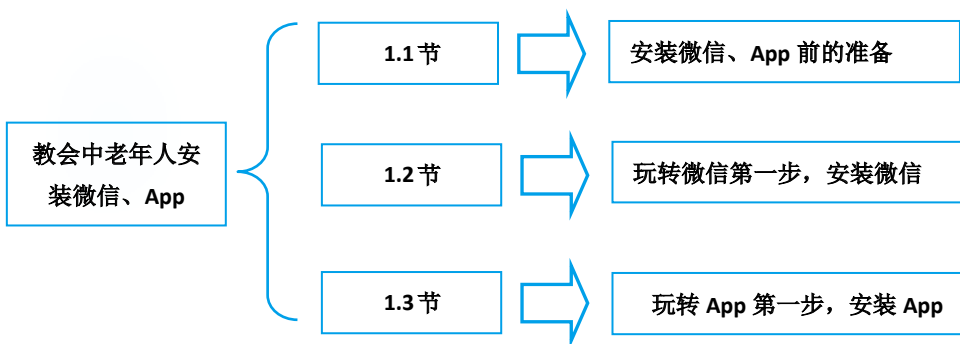 教会中老年人安
装微信、App
1.1 节
安装微信、App 前的准备
1.2 节
玩转微信第一步，安装微信
1.3 节
玩转 App 第一步，安装 App